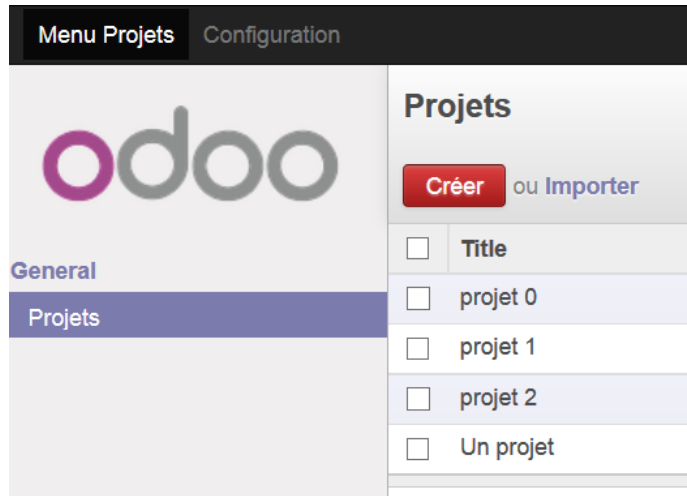 Menu Projets Configuration
odoo
General
Projets
Projets
Créer ou Importer
Title
projet 0
projet 1
projet 2
Un projet